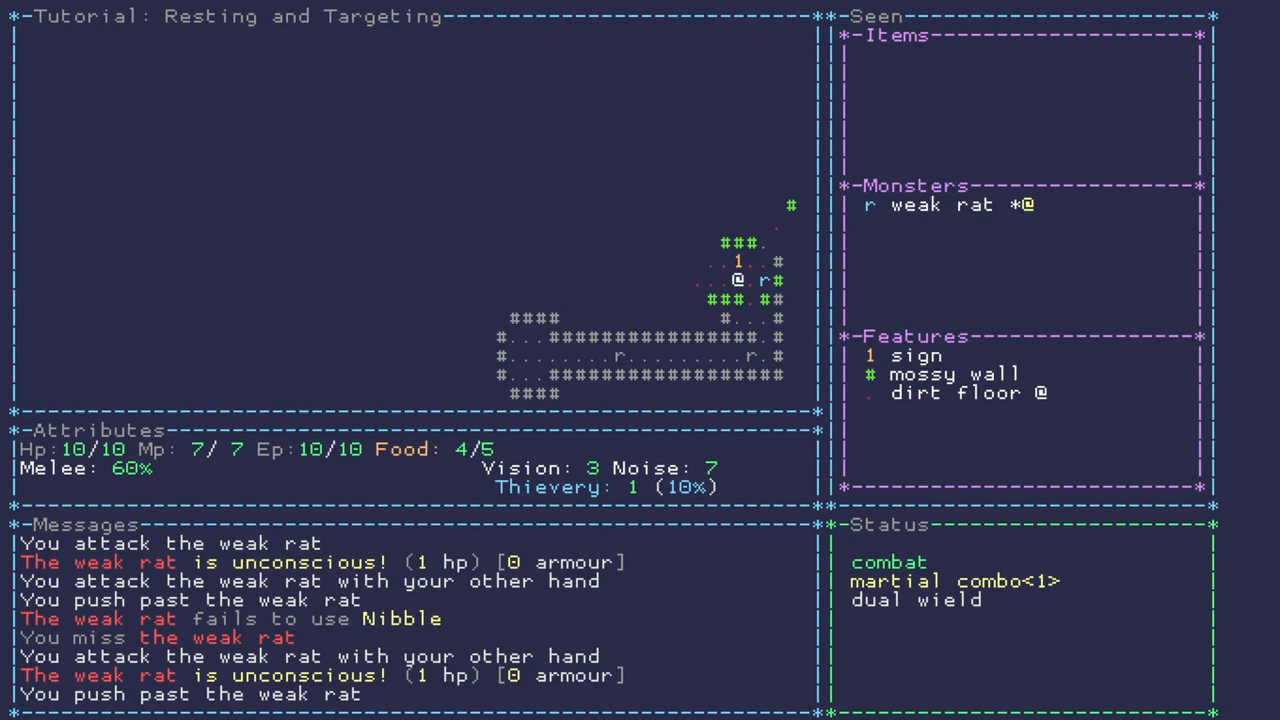 Tutorial: Resting and Targeting
Seen
Items
Monsters
r weak rat *@
#
.
###.
..1..#
...@.r#
###.##
####
#...#
#...################.#
#........r.........r.#
#...##################
####
Features
1 sign
# mossy wall
. dirt floor @
Attributes
Hp:10/10 Mp: 7/ 7 Ep:10/10 Food: 4/5
Melee: 60%
Vision: 3 Noise: 7
Thievery: 1 (10%)
Messages
You attack the weak rat
The weak rat is unconscious! (1 hp) [0 armour]
You attack the weak rat with your other hand
You push past the weak rat
The weak rat fails to use Nibble
You miss the weak rat
You attack the weak rat with your other hand
The weak rat is unconscious! (1 hp) [0 armour]
You push past the weak rat
Status
combat
martial combo<1>
dual wield